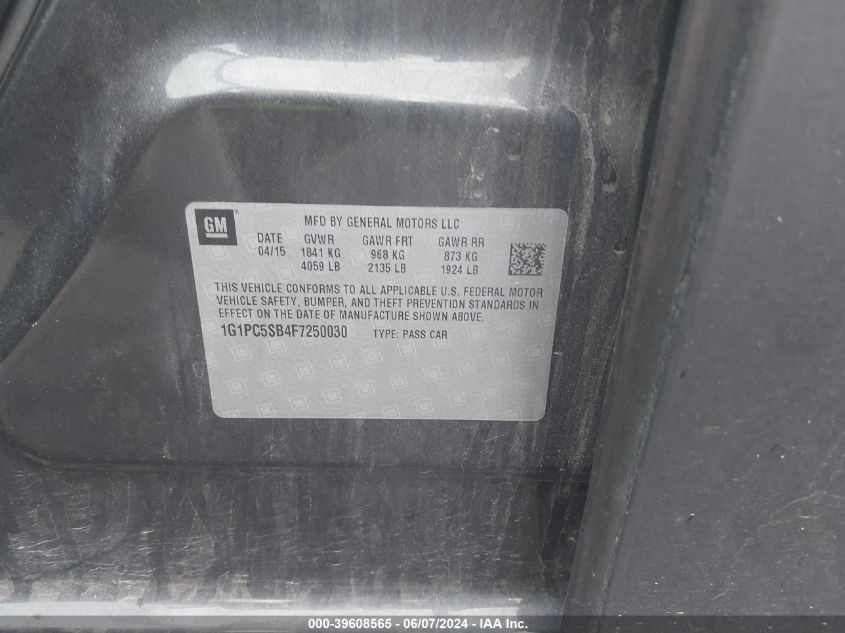 GM
MFD BY GENERAL MOTORS LLC
DATE GVWR GAWR FRT GAWR RR
04/15 1841 KG 968 KG 873 KG
4059 LB 2135 LB 1924 LB
THIS VEHICLE CONFORMS TO ALL APPLICABLE U.S. FEDERAL MOTOR
VEHICLE SAFETY, BUMPER, AND THEFT PREVENTION STANDARDS IN
EFFECT ON THE DATE OF MANUFACTURE SHOWN ABOVE.
1G1PC5SB4F7250030 TYPE: PASS CAR
000-39608565 - 06/07/2024 - IAA Inc.